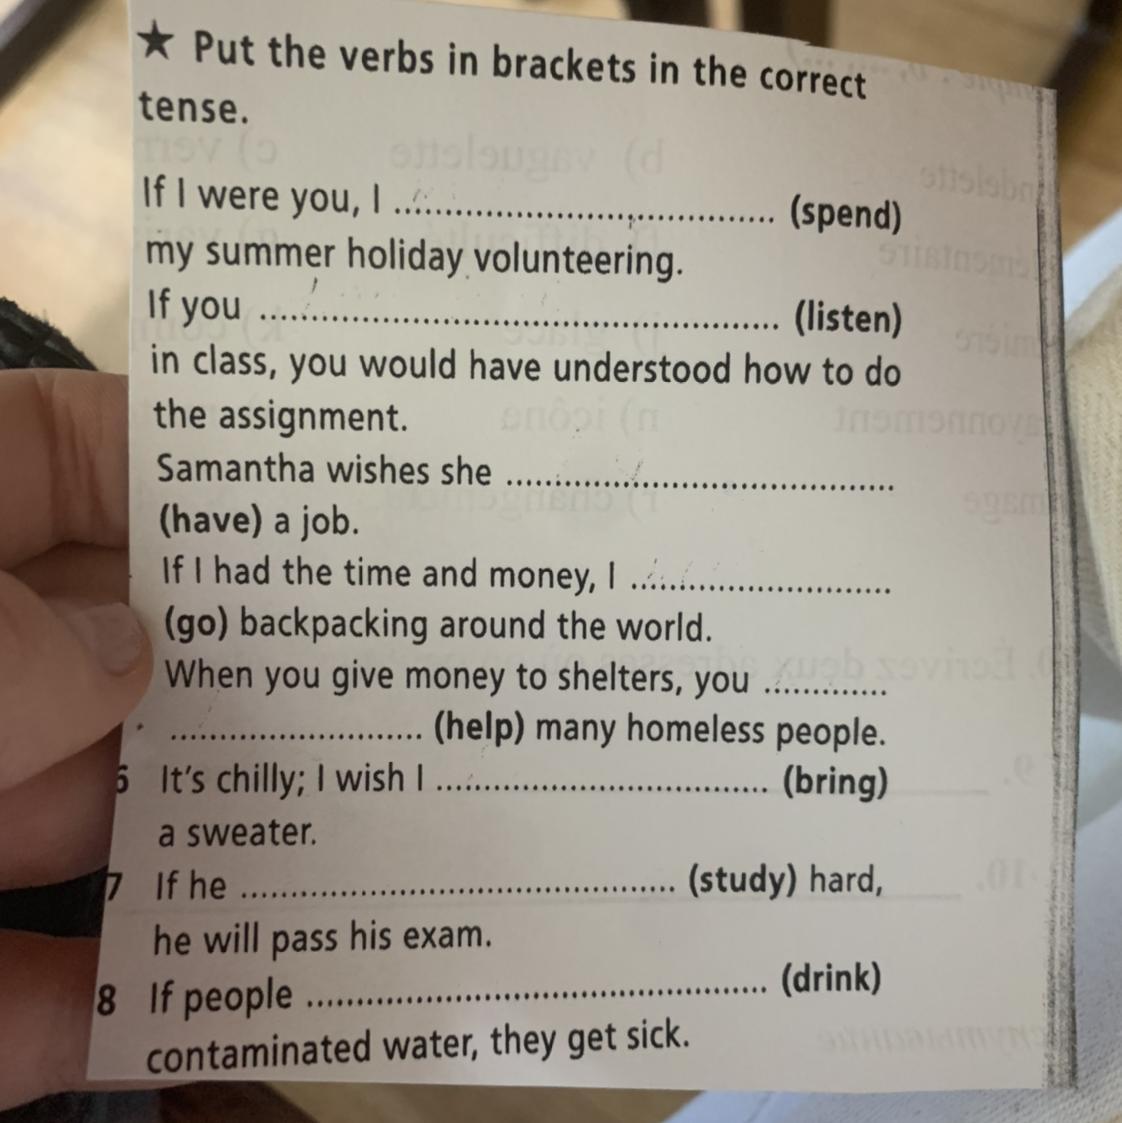 ★ Put the verbs in brackets in the correct
tense.
If I were you, I ........................................ (spend)
my summer holiday volunteering.
If you ........................................ (listen)
in class, you would have understood how to do
the assignment.
Samantha wishes she ........................................
(have) a job.
If I had the time and money, I ..............................
(go) backpacking around the world.
When you give money to shelters, you .............
......................... (help) many homeless people.
6 It's chilly; I wish I .................................. (bring)
a sweater.
7 If he ........................................... (study) hard,
he will pass his exam.
8 If people .............................................. (drink)
contaminated water, they get sick.